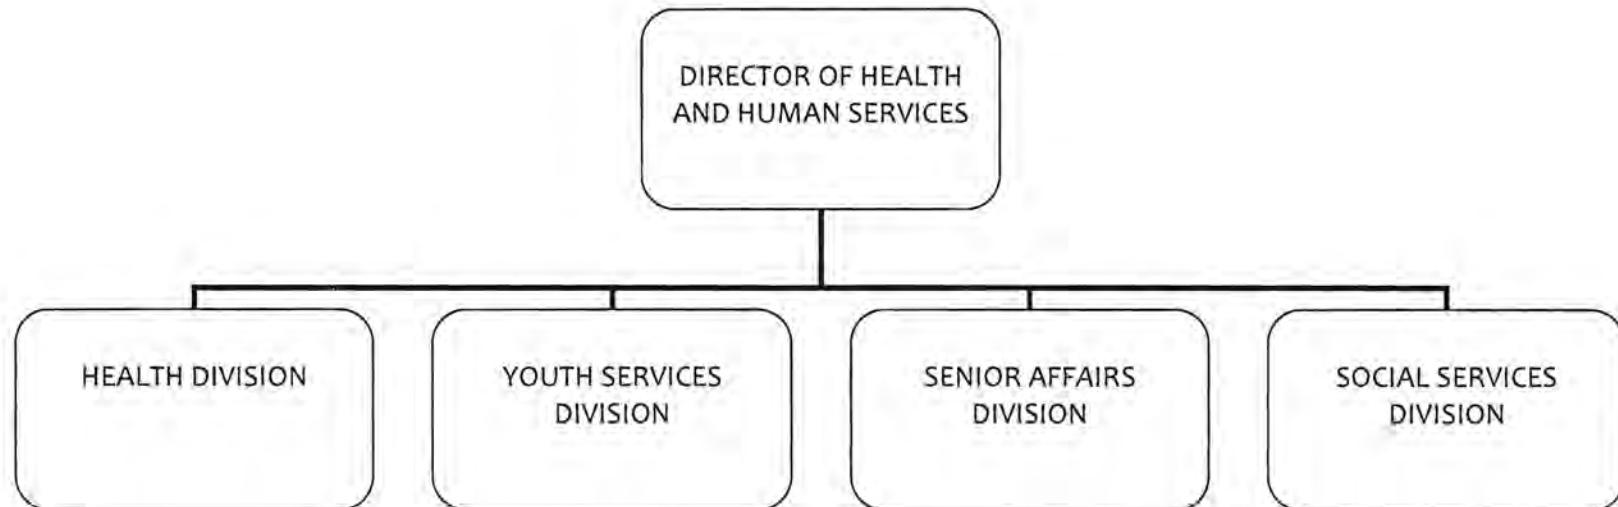 DIRECTOR OF HEALTH
AND HUMAN SERVICES
HEALTH DIVISION
YOUTH SERVICES
DIVISION
SENIOR AFFAIRS
DIVISION
SOCIAL SERVICES
DIVISION